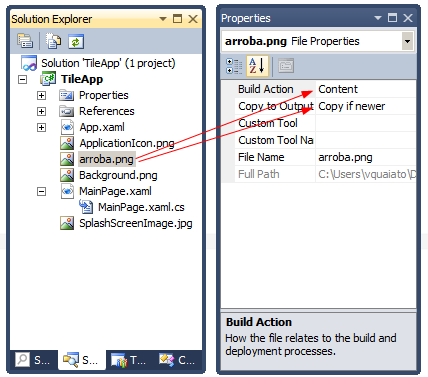 Solution Explorer
Solution 'TileApp' (1 project)
TileApp
Properties
References
App.xaml
ApplicationIcon.png
arroba.png
Background.png
MainPage.xaml
MainPage.xaml.cs
SplashScreenImage.jpg
S...
S...
T...
C...
Properties
arroba.png File Properties
Build Action Content
Copy to Output Copy if newer
Custom Tool
Custom Tool Na
File Name arroba.png
Full Path C:\Users\vquaiato\D
Build Action
How the file relates to the build and
deployment processes.